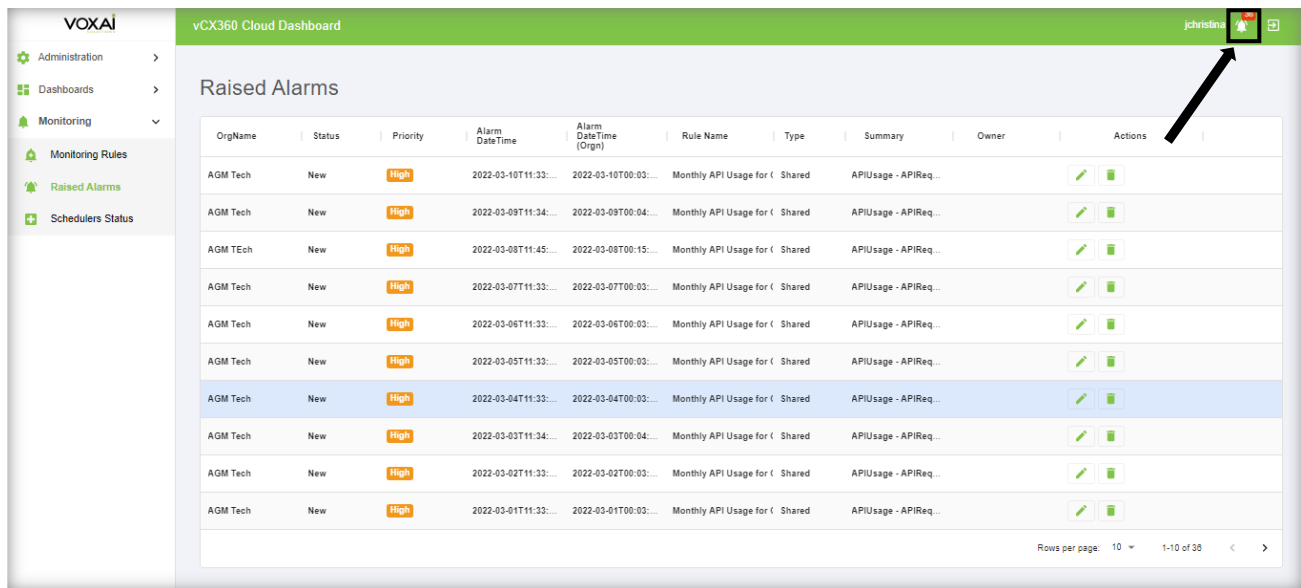 VOXAI
vCX360 Cloud Dashboard
jchristina
36
Administration
Dashboards
Monitoring
Monitoring Rules
Raised Alarms
Schedulers Status
Raised Alarms
OrgName Status Priority Alarm DateTime Alarm DateTime (Orgn) Rule Name Type Summary Owner Actions
AGM Tech New High 2022-03-10T11:33:... 2022-03-10T00:03:... Monthly API Usage for ( Shared APIUsage - APIReq...
AGM Tech New High 2022-03-09T11:34:... 2022-03-09T00:04:... Monthly API Usage for ( Shared APIUsage - APIReq...
AGM TEch New High 2022-03-08T11:45:... 2022-03-08T00:15:... Monthly API Usage for ( Shared APIUsage - APIReq...
AGM Tech New High 2022-03-07T11:33:... 2022-03-07T00:03:... Monthly API Usage for ( Shared APIUsage - APIReq...
AGM Tech New High 2022-03-06T11:33:... 2022-03-06T00:03:... Monthly API Usage for ( Shared APIUsage - APIReq...
AGM Tech New High 2022-03-05T11:33:... 2022-03-05T00:03:... Monthly API Usage for ( Shared APIUsage - APIReq...
AGM Tech New High 2022-03-04T11:33:... 2022-03-04T00:03:... Monthly API Usage for ( Shared APIUsage - APIReq...
AGM Tech New High 2022-03-03T11:34:... 2022-03-03T00:04:... Monthly API Usage for ( Shared APIUsage - APIReq...
AGM Tech New High 2022-03-02T11:33:... 2022-03-02T00:03:... Monthly API Usage for ( Shared APIUsage - APIReq...
AGM Tech New High 2022-03-01T11:33:... 2022-03-01T00:03:... Monthly API Usage for ( Shared APIUsage - APIReq...
Rows per page: 10 1-10 of 36